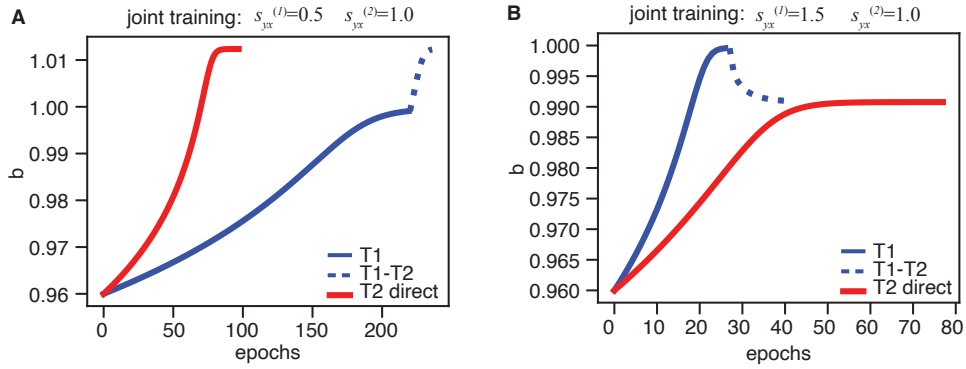 A
joint training: s_yx^(1)=0.5 s_yx^(2)=1.0
b
1.01
1.00
0.99
0.98
0.97
0.96
0 50 100 150 200
epochs
T1
T1-T2
T2 direct
B
joint training: s_yx^(1)=1.5 s_yx^(2)=1.0
b
1.000
0.995
0.990
0.985
0.980
0.975
0.970
0.965
0.960
0 10 20 30 40 50 60 70 80
epochs
T1
T1-T2
T2 direct